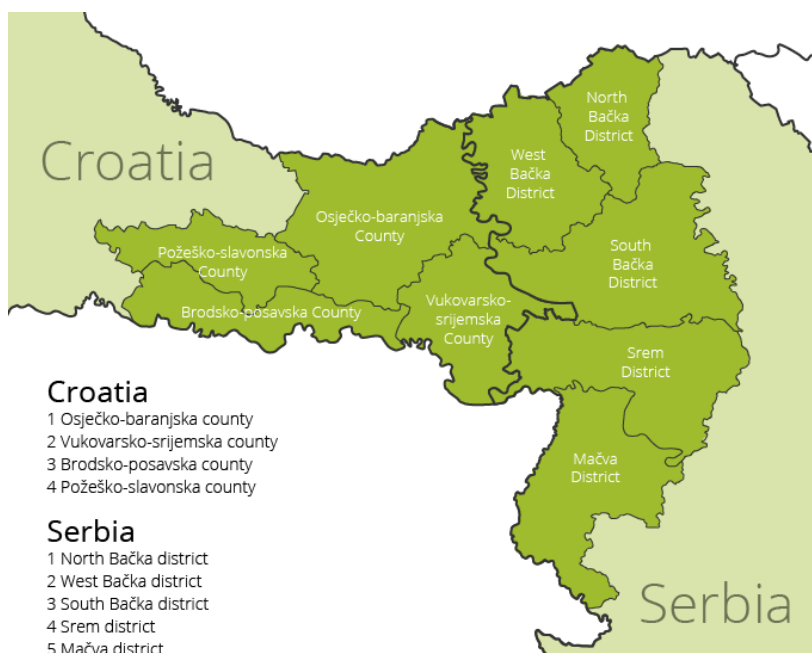 Croatia
North
Bačka
District
West
Bačka
District
Osječko-baranjska
County
Požeško-slavonska
County
South
Bačka
District
Brodsko-posavska County
Vukovarsko-
srijemska
County
Srem
District
Mačva
District
Croatia
1 Osječko-baranjska county
2 Vukovarsko-srijemska county
3 Brodsko-posavska county
4 Požeško-slavonska county
Serbia
1 North Bačka district
2 West Bačka district
3 South Bačka district
4 Srem district
5 Mačva district
Serbia